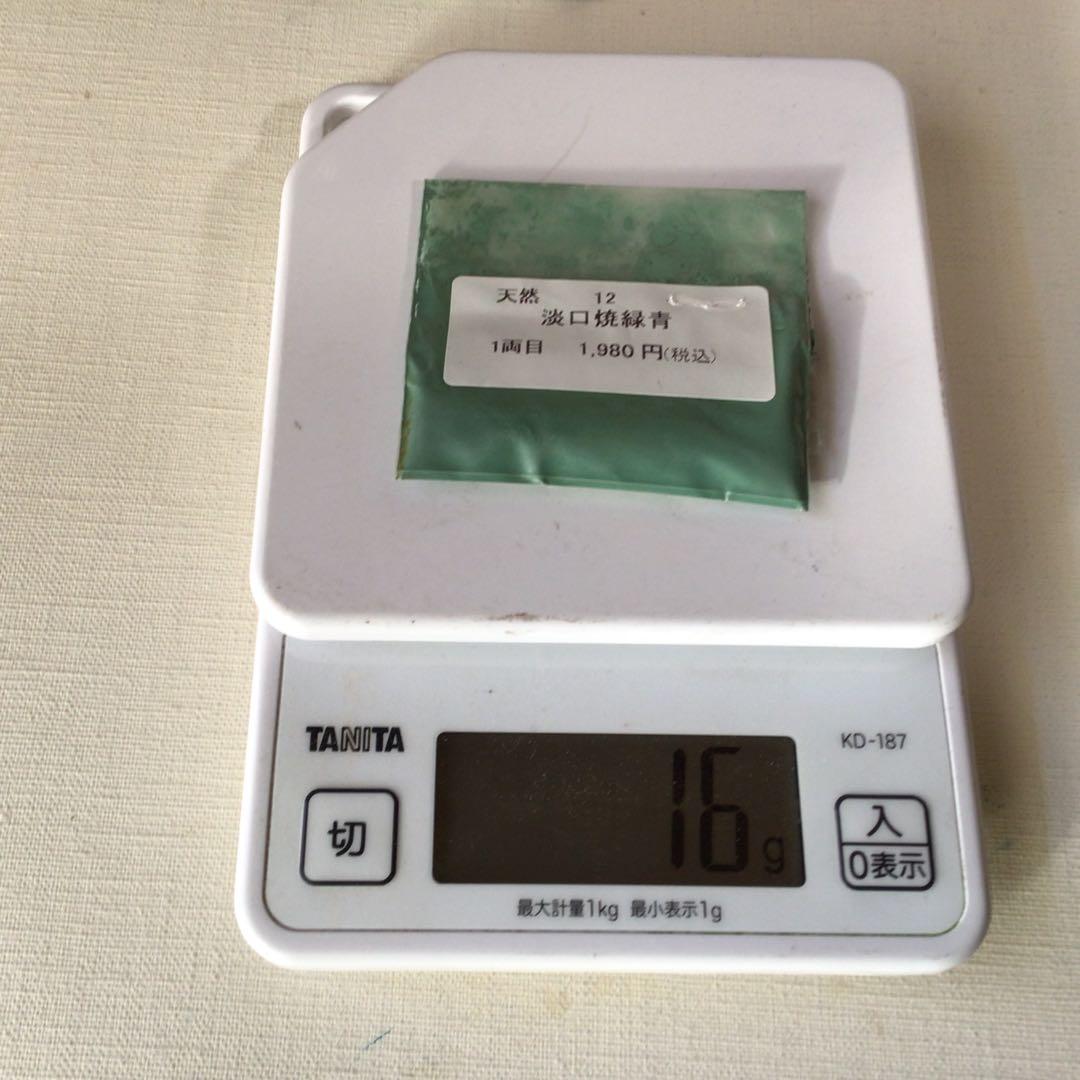 天然 12
淡口焼緑青
1両目 1,980 円(税込)
TANITA
KD-187
切
16g
入
0表示
最大計量1kg 最小表示1g